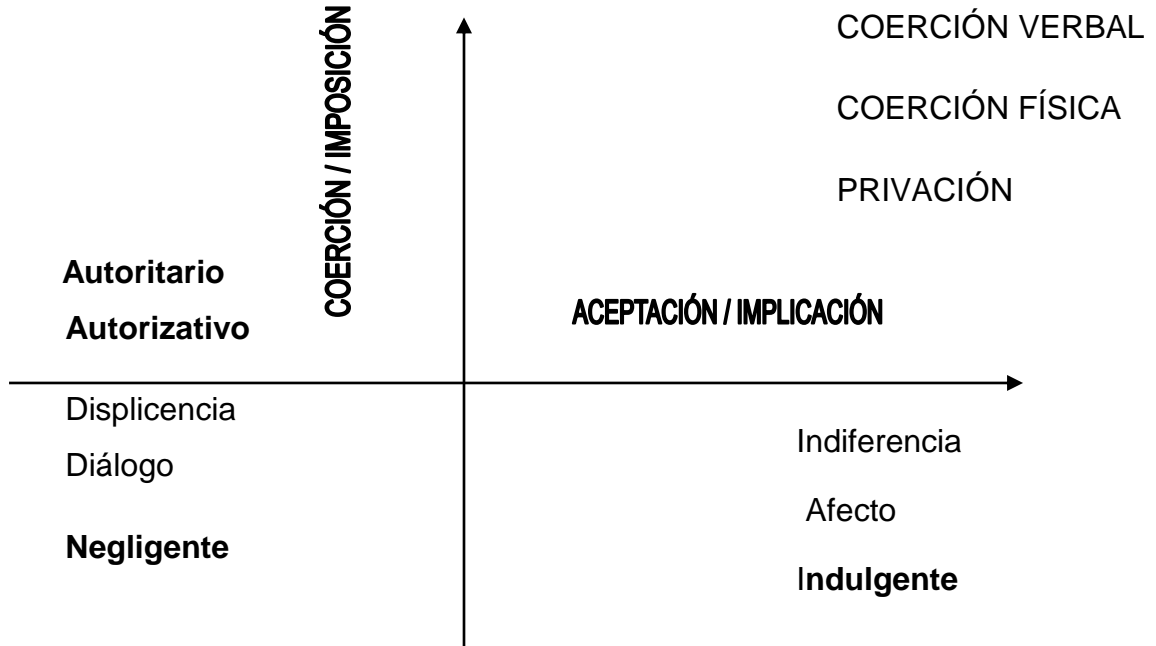 COERCIÓN / IMPOSICIÓN
COERCIÓN VERBAL
COERCIÓN FÍSICA
PRIVACIÓN
Autoritario
Autorizativo
ACEPTACIÓN / IMPLICACIÓN
Displicencia
Diálogo
Negligente
Indiferencia
Afecto
Indulgente